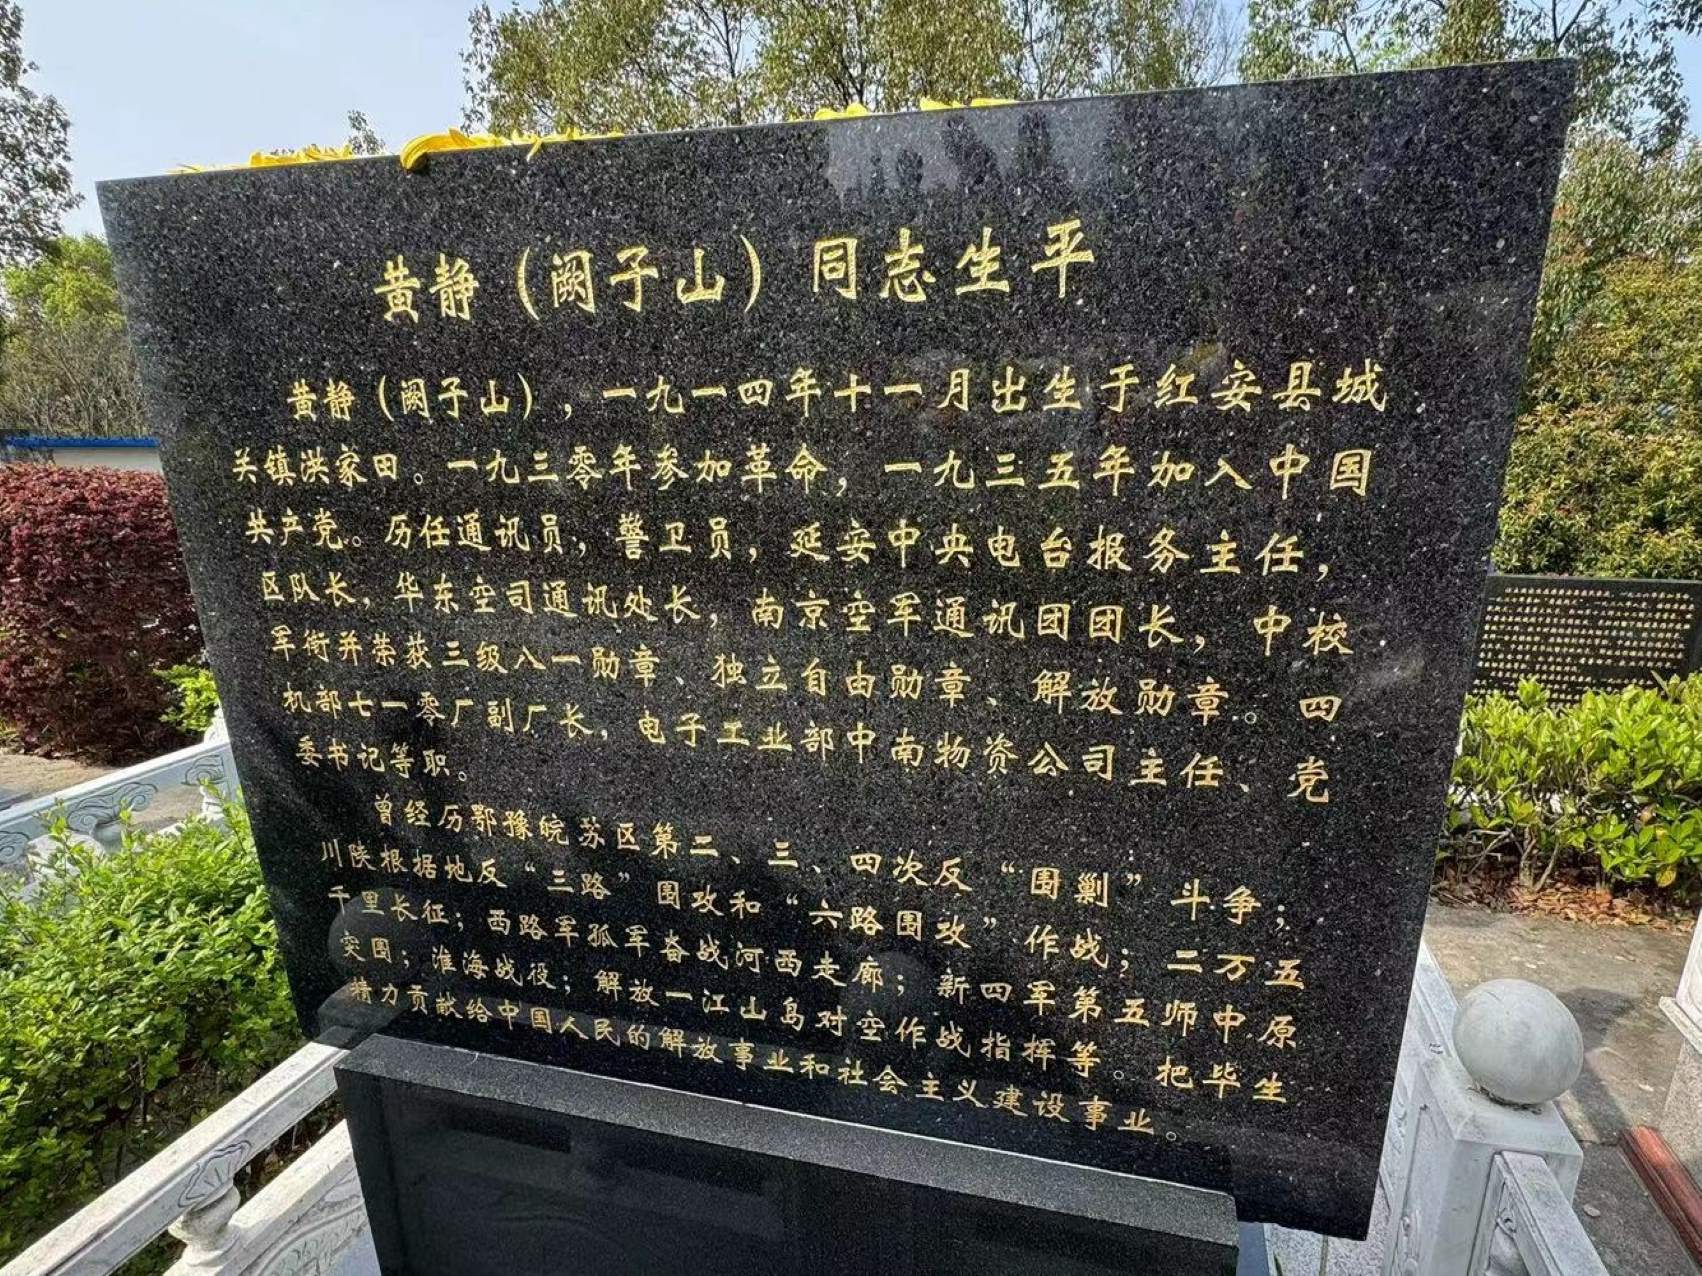 黄静（阙子山）同志生平
黄静（阙子山），一九一四年十一月出生于红安县城
关镇洪家田。一九三零年参加革命，一九三五年加入中国
共产党。历任通讯员，警卫员，延安中央电台报务主任，
区队长，华东空司通讯处长，南京空军通讯团团长，中校
军衔并荣获三级八一勋章、独立自由勋章、解放勋章。四
机部七一零厂副厂长，电子工业部中南物资公司主任、党
委书记等职。
曾经历鄂豫皖苏区第二、三、四次反“围剿”斗争；
川陕根据地反“三路”围攻和“六路围攻”作战；二万五
千里长征；西路军孤军奋战河西走廊；新四军第五师中原
突围；淮海战役；解放一江山岛对空作战指挥等。把毕生
精力贡献给中国人民的解放事业和社会主义建设事业。